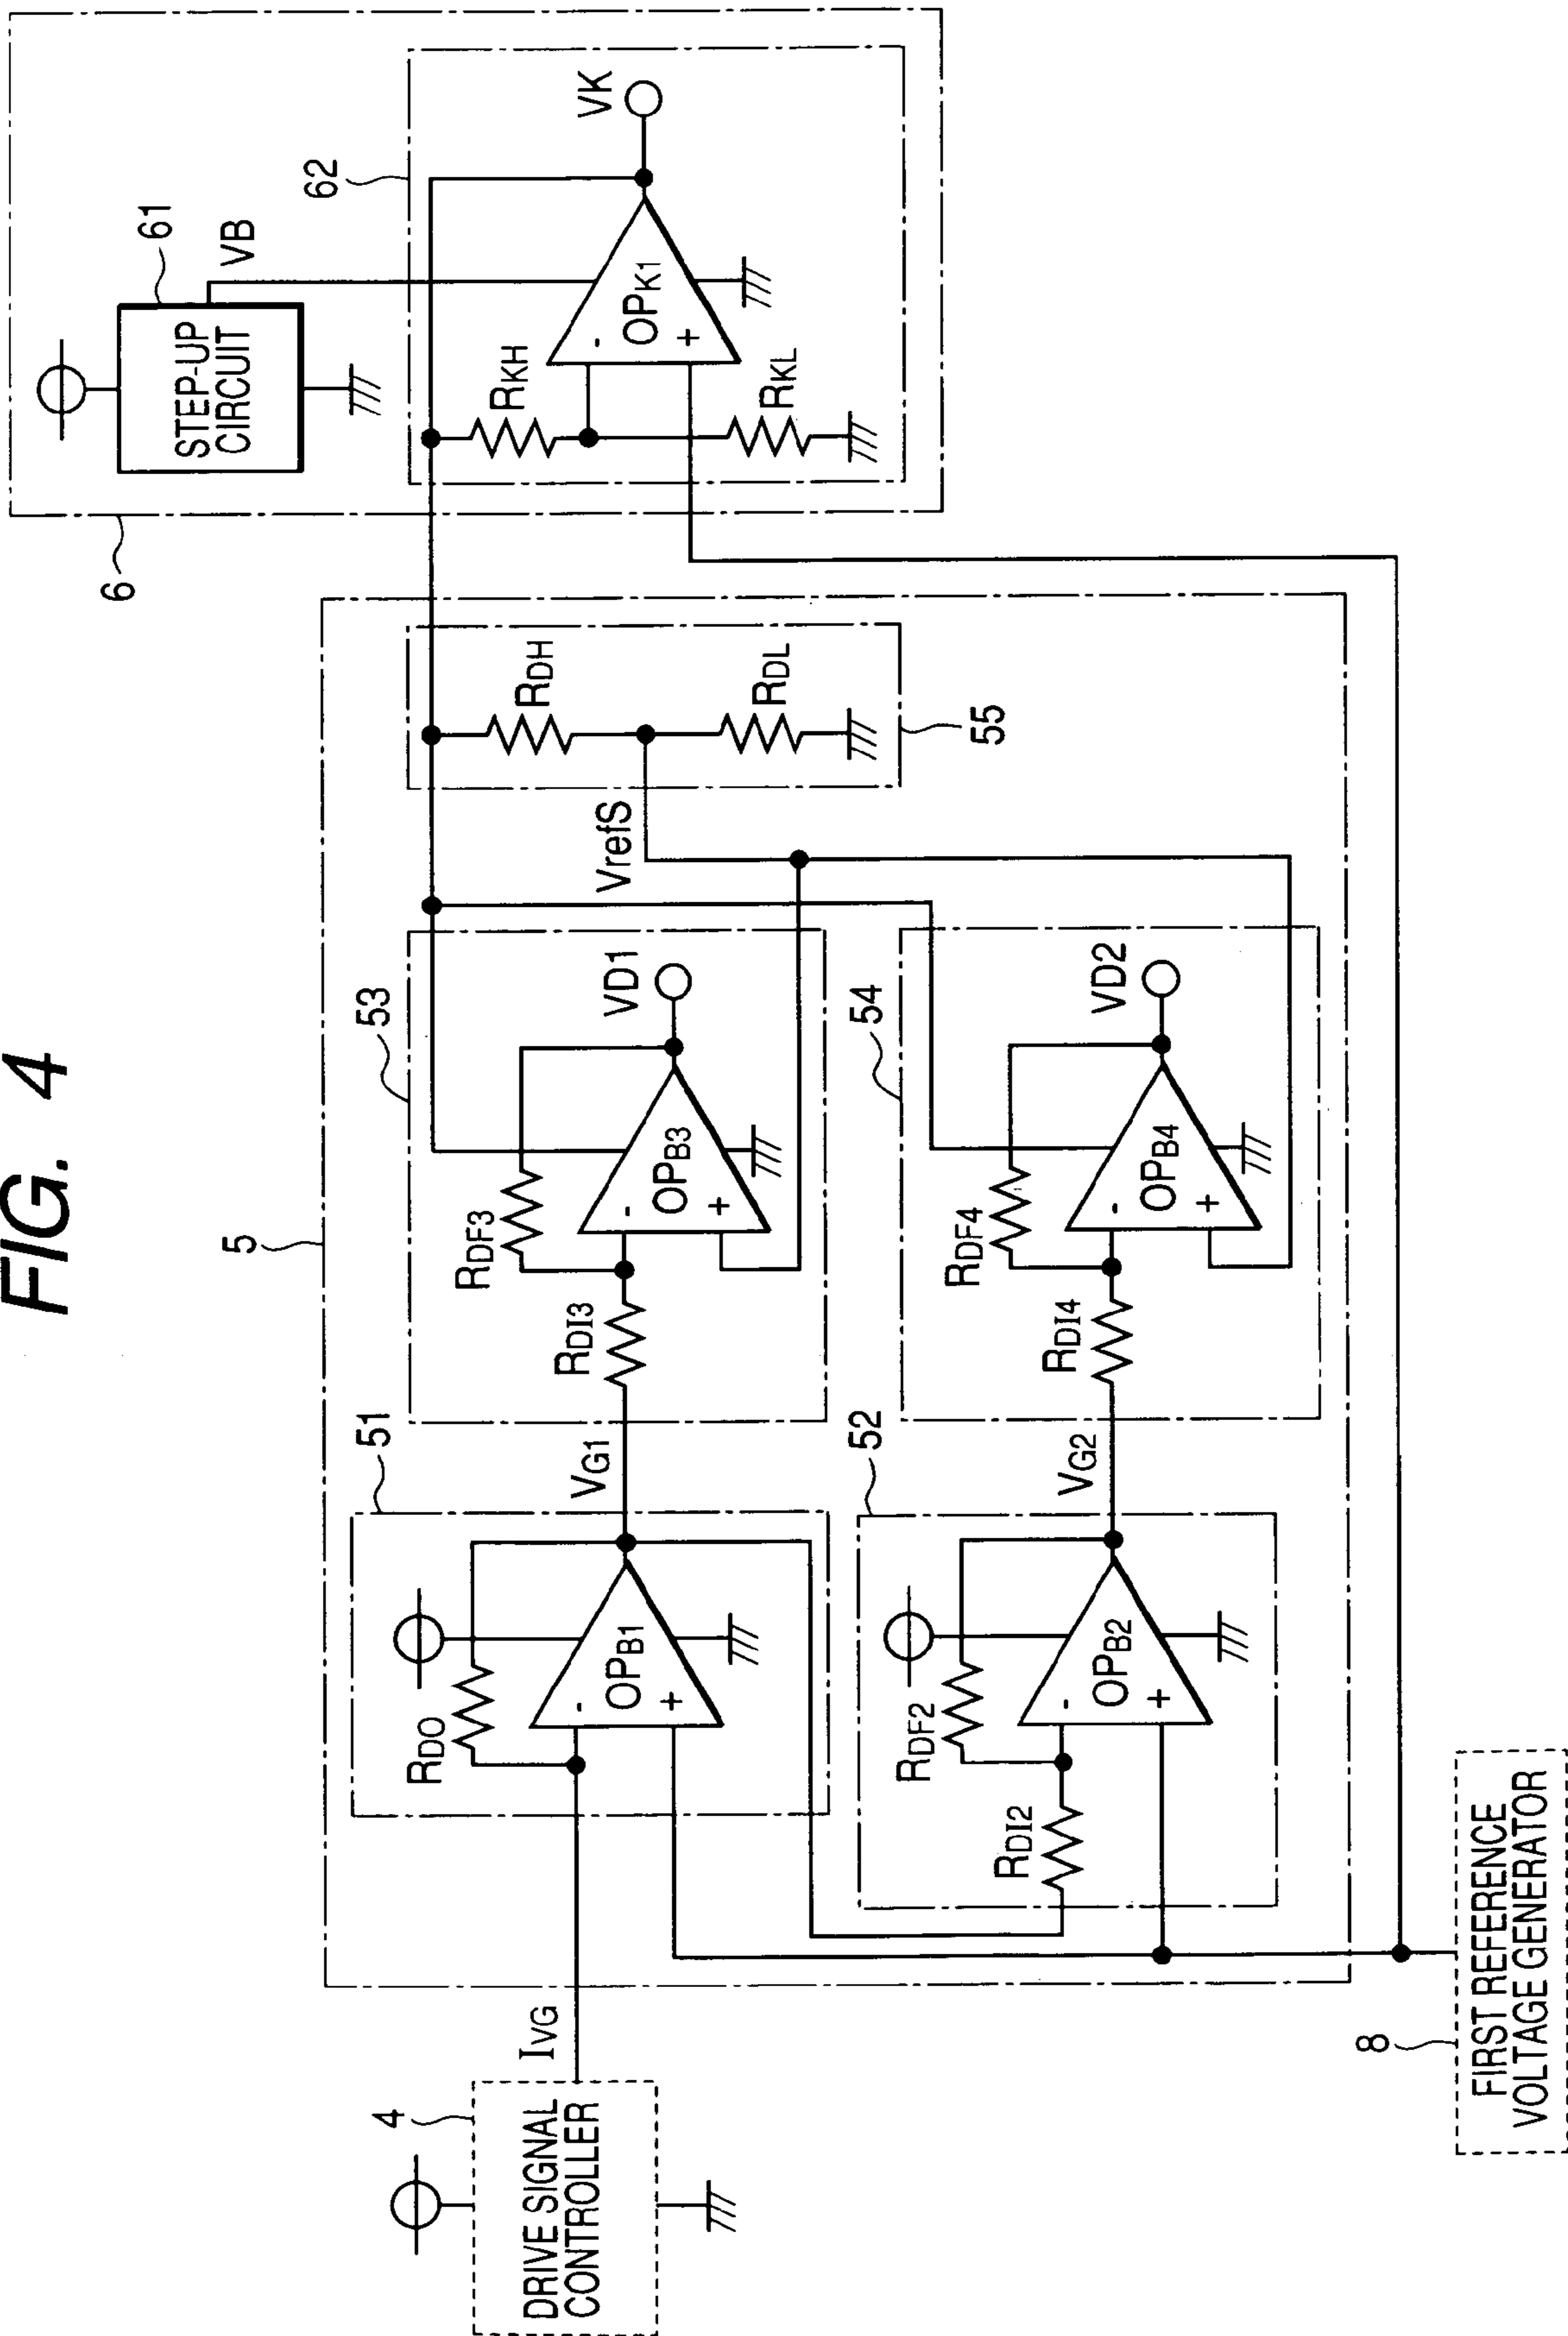 FIG. 4
5
6
61
STEP-UP
CIRCUIT
VB
62
RKH
RKL
-
+
OPK1
VK
51
RDO
-
+
OPB1
VG1
53
RDI3
RDF3
-
+
OPB3
VD1
VrefS
RDH
RDL
55
52
RDI2
RDF2
-
+
OPB2
VG2
54
RDI4
RDF4
-
+
OPB4
VD2
4
DRIVE SIGNAL
CONTROLLER
IVG
8
FIRST REFERENCE
VOLTAGE GENERATOR